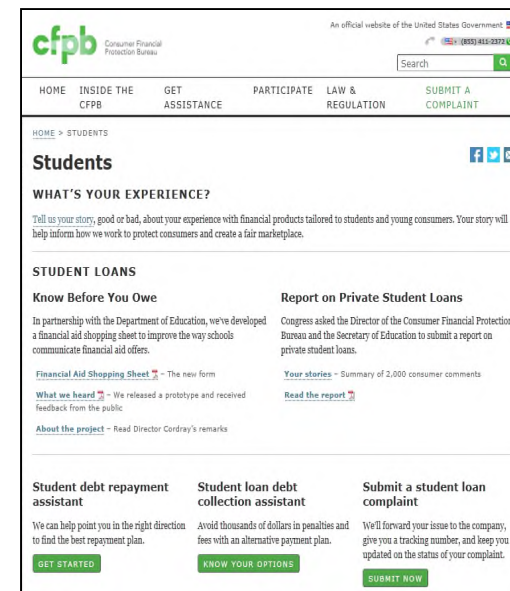 An official website of the United States Government
cfpb Consumer Financial
Protection Bureau
(855) 411-2372
Search
HOME INSIDE THE GET PARTICIPATE LAW & SUBMIT A
CFPB ASSISTANCE REGULATION COMPLAINT
HOME > STUDENTS
Students
WHAT'S YOUR EXPERIENCE?
Tell us your story, good or bad, about your experience with financial products tailored to students and young consumers. Your story will
help inform how we work to protect consumers and create a fair marketplace.
STUDENT LOANS
Know Before You Owe
In partnership with the Department of Education, we've developed
a financial aid shopping sheet to improve the way schools
communicate financial aid offers.
Financial Aid Shopping Sheet – The new form
What we heard – We released a prototype and received
feedback from the public
About the project – Read Director Cordray's remarks
Report on Private Student Loans
Congress asked the Director of the Consumer Financial Protection
Bureau and the Secretary of Education to submit a report on
private student loans.
Your stories – Summary of 2,000 consumer comments
Read the report
Student debt repayment
assistant
We can help point you in the right direction
to find the best repayment plan.
GET STARTED
Student loan debt
collection assistant
Avoid thousands of dollars in penalties and
fees with an alternative payment plan.
KNOW YOUR OPTIONS
Submit a student loan
complaint
We'll forward your issue to the company,
give you a tracking number, and keep you
updated on the status of your complaint.
SUBMIT NOW